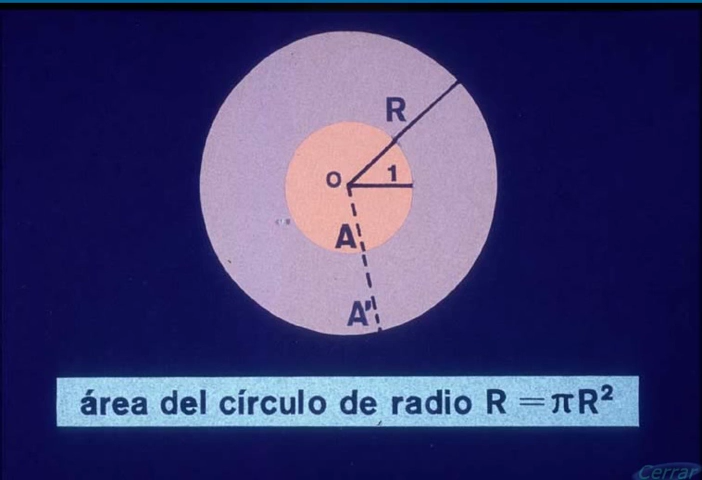 R
O 1
A
A'
área del círculo de radio R = πR²
Cerrar